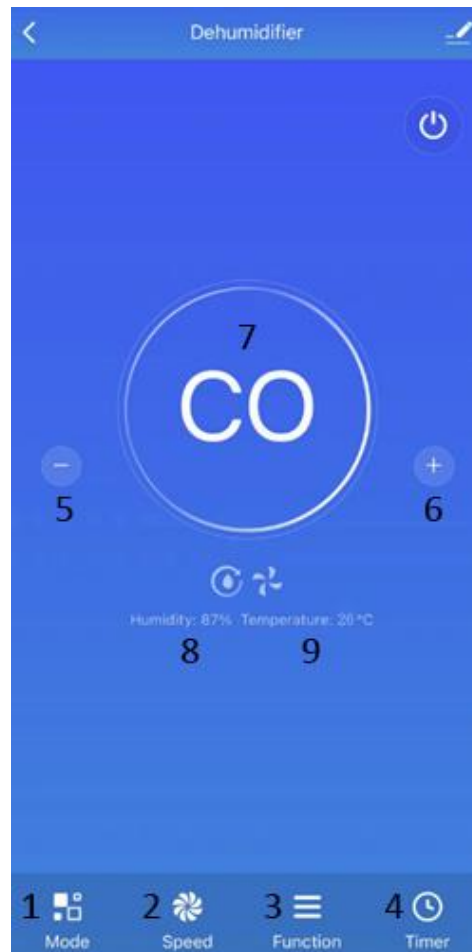 Dehumidifier
7
CO
5 6
Humidity: 87% Temperature: 26°C
8 9
1 2 3 4
Mode Speed Function Timer